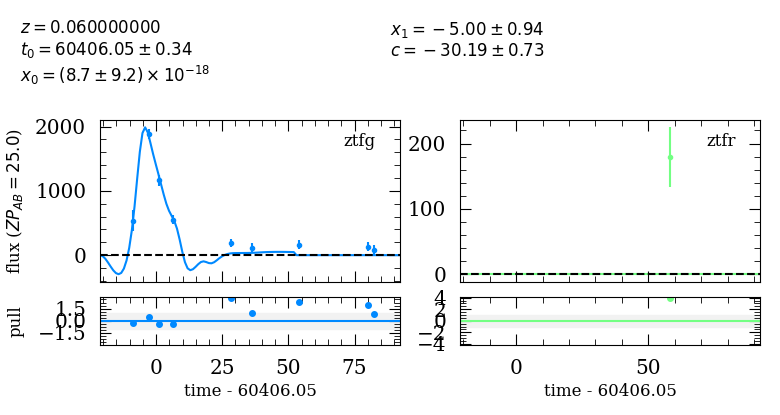 z = 0.060000000
t₀ = 60406.05 ± 0.34
x₀ = (8.7 ± 9.2) × 10⁻¹⁸
x₁ = −5.00 ± 0.94
c = −30.19 ± 0.73
flux (ZP_AB = 25.0)
2000
1000
0
ztfg
200
100
0
ztfr
pull
1.5
0.0
−1.5
4
2
0
−2
−4
0 25 50 75
time - 60406.05
0 50
time - 60406.05